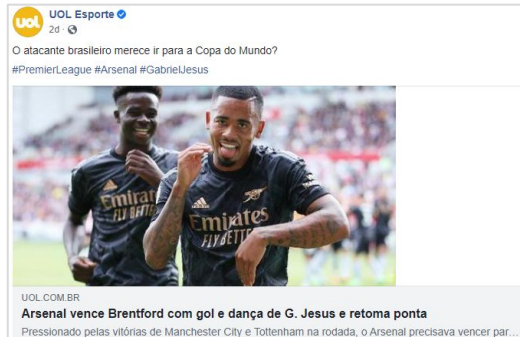 uol
UOL Esporte
2d ·
O atacante brasileiro merece ir para a Copa do Mundo?
#PremierLeague #Arsenal #GabrielJesus
Emirates
FLY BETTER
Emirates
FLY BETTER
UOL.COM.BR
Arsenal vence Brentford com gol e dança de G. Jesus e retoma ponta
Pressionado pelas vitórias de Manchester City e Tottenham na rodada, o Arsenal precisava vencer par...